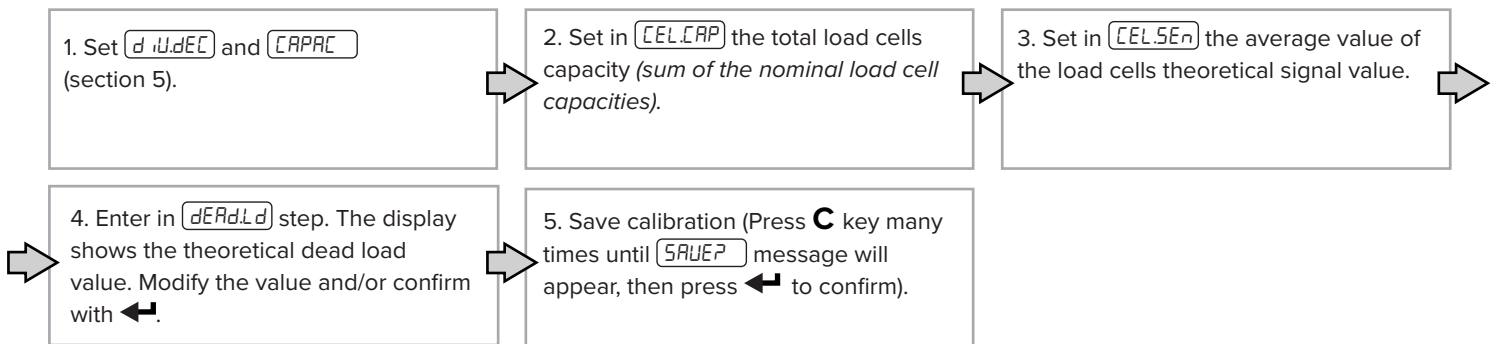 1. Set d iU.dEC and CAPAC
(section 5).
2. Set in CEL.CAP the total load cells
capacity (sum of the nominal load cell
capacities).
3. Set in CEL.SEn the average value of
the load cells theoretical signal value.
4. Enter in dEAd.Ld step. The display
shows the theoretical dead load
value. Modify the value and/or confirm
with .
5. Save calibration (Press C key many
times until SAUE? message will
appear, then press to confirm).